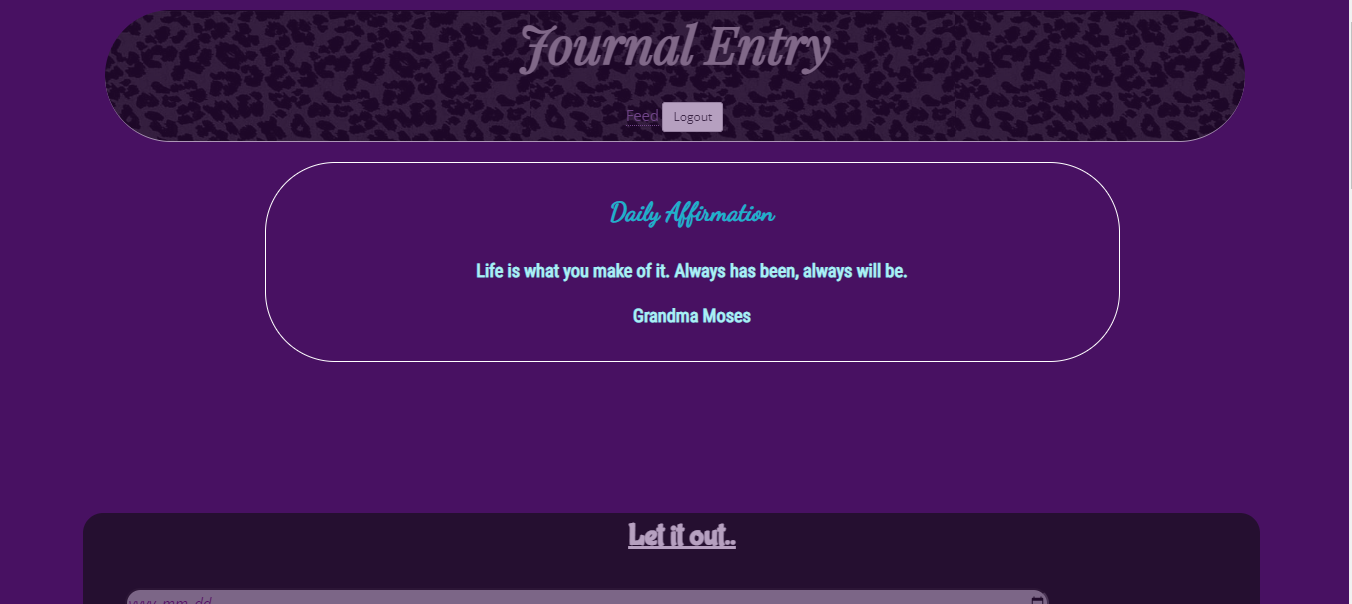 Journal Entry
Feed Logout
Daily Affirmation
Life is what you make of it. Always has been, always will be.
Grandma Moses
Let it out..
yyyy-mm-dd